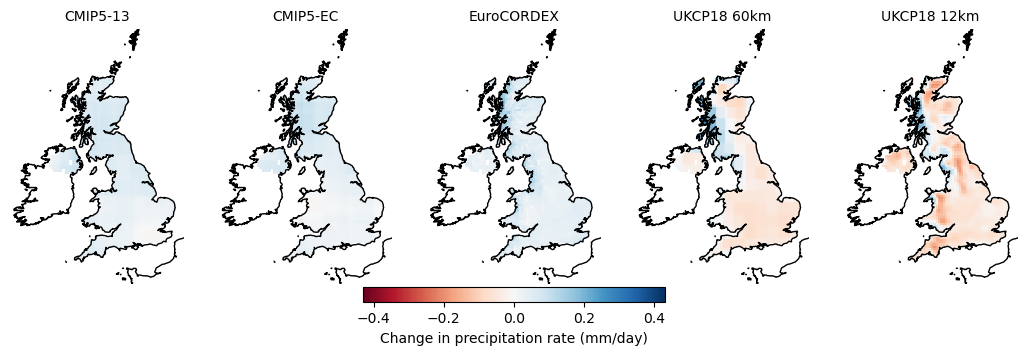 CMIP5-13 CMIP5-EC EuroCORDEX UKCP18 60km UKCP18 12km
−0.4 −0.2 0.0 0.2 0.4
Change in precipitation rate (mm/day)